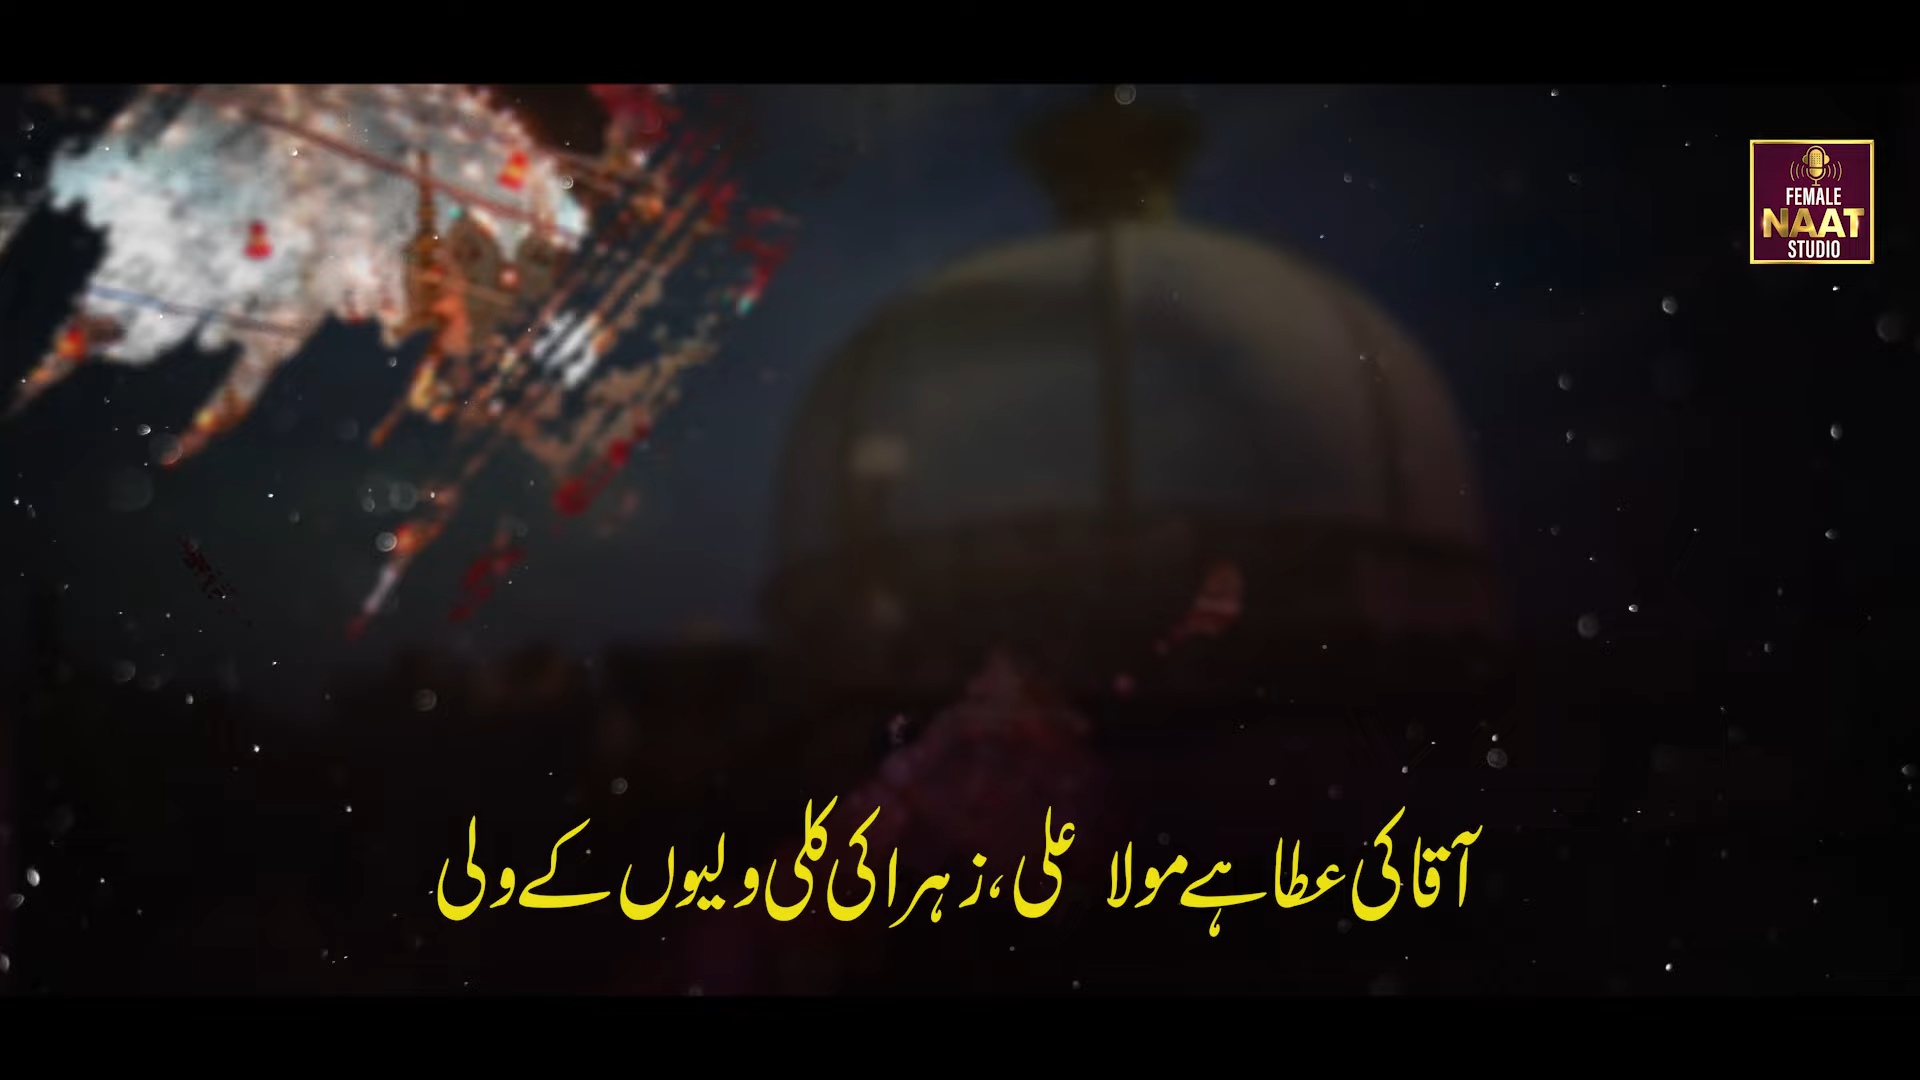 FEMALE
NAAT
STUDIO
آقا کی عطا ہے مولا علی، زہرا کی کلی ولیوں کے ولی